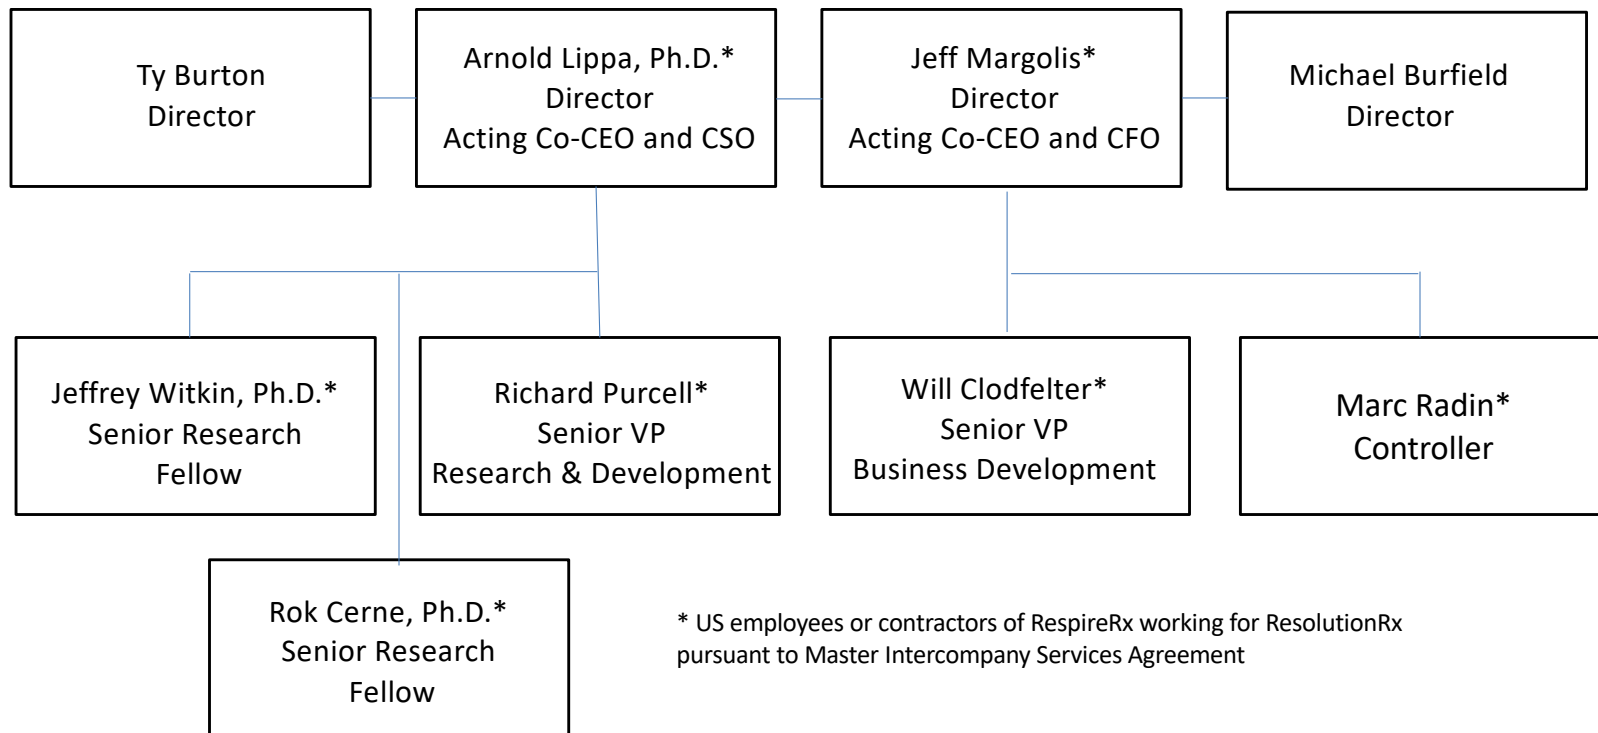 Ty Burton
Director
Arnold Lippa, Ph.D.*
Director
Acting Co-CEO and CSO
Jeff Margolis*
Director
Acting Co-CEO and CFO
Michael Burfield
Director
Jeffrey Witkin, Ph.D.*
Senior Research
Fellow
Richard Purcell*
Senior VP
Research & Development
Will Clodfelter*
Senior VP
Business Development
Marc Radin*
Controller
Rok Cerne, Ph.D.*
Senior Research
Fellow
* US employees or contractors of RespireRx working for ResolutionRx
pursuant to Master Intercompany Services Agreement